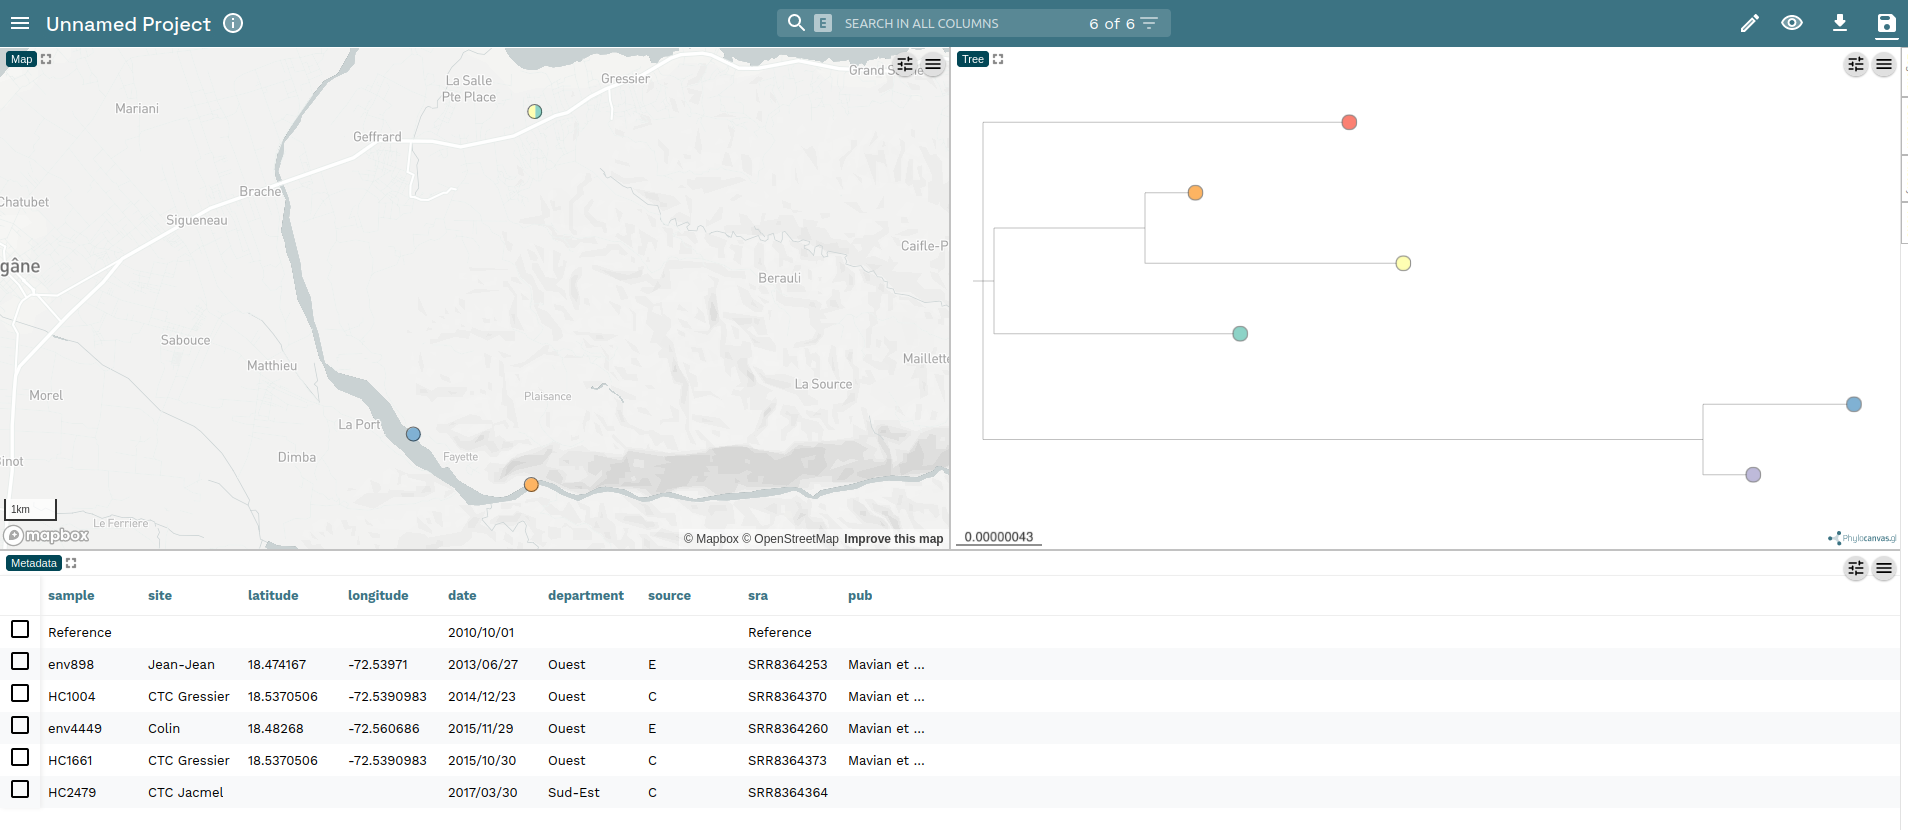 Unnamed Project
E SEARCH IN ALL COLUMNS 6 of 6
Map
La Salle
Pte Place
Gressier
Mariani
Geffrard
Brache
Chatubet
Sigueneau
Caifle-P
gâne
Berauli
Sabouce
Matthieu
Maillette
La Source
Morel
Plaisance
La Port
Fayette
Dimba
Binot
1km
Le Ferriere
mapbox
© Mapbox © OpenStreetMap Improve this map
Tree
0.00000043
Phylocanvas.gl
Metadata
sample site latitude longitude date department source sra pub
Reference 2010/10/01 Reference
env898 Jean-Jean 18.474167 -72.53971 2013/06/27 Ouest E SRR8364253 Mavian et ...
HC1004 CTC Gressier 18.5370506 -72.5390983 2014/12/23 Ouest C SRR8364370 Mavian et ...
env4449 Colin 18.48268 -72.560686 2015/11/29 Ouest E SRR8364260 Mavian et ...
HC1661 CTC Gressier 18.5370506 -72.5390983 2015/10/30 Ouest C SRR8364373 Mavian et ...
HC2479 CTC Jacmel 2017/03/30 Sud-Est C SRR8364364